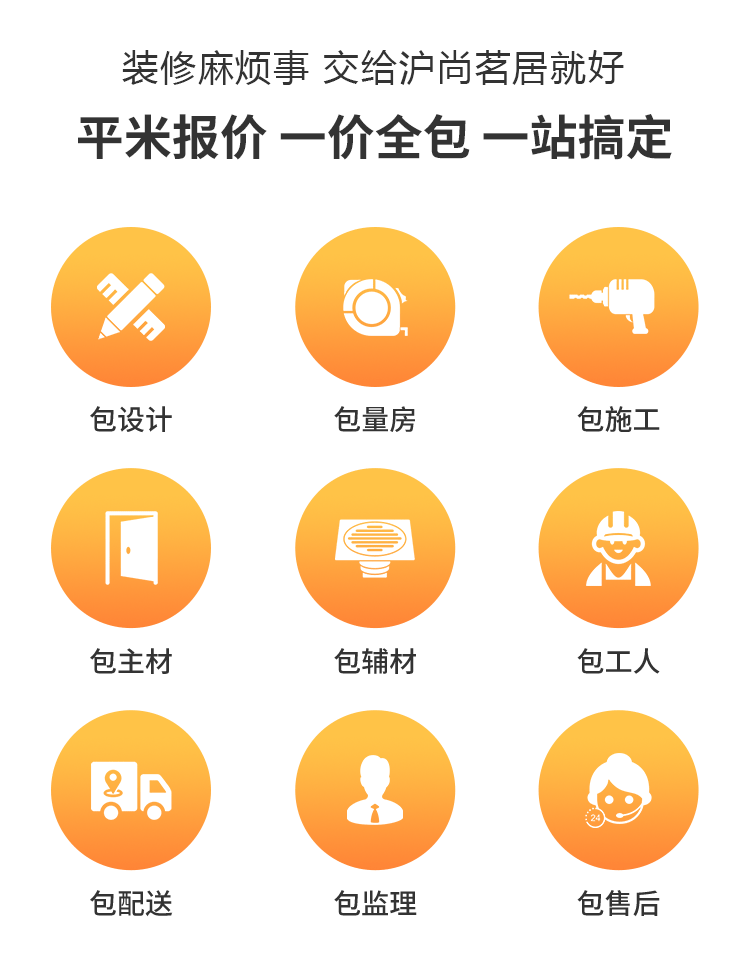 装修麻烦事 交给沪尚茗居就好
平米报价 一价全包 一站搞定
包设计 包量房 包施工
包主材 包辅材 包工人
24
包配送 包监理 包售后